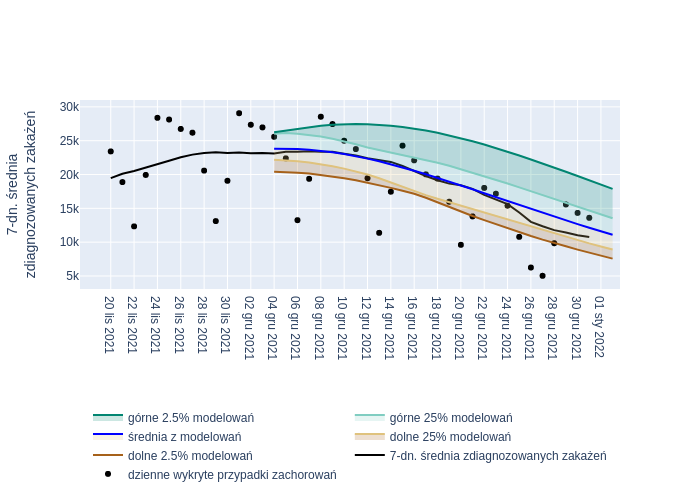 7-dn. średnia
zdiagnozowanych zakażeń
30k
25k
20k
15k
10k
5k
20 lis 2021
22 lis 2021
24 lis 2021
26 lis 2021
28 lis 2021
30 lis 2021
02 gru 2021
04 gru 2021
06 gru 2021
08 gru 2021
10 gru 2021
12 gru 2021
14 gru 2021
16 gru 2021
18 gru 2021
20 gru 2021
22 gru 2021
24 gru 2021
26 gru 2021
28 gru 2021
30 gru 2021
01 sty 2022
górne 2.5% modelowań
górne 25% modelowań
średnia z modelowań
dolne 25% modelowań
dolne 2.5% modelowań
7-dn. średnia zdiagnozowanych zakażeń
dzienne wykryte przypadki zachorowań